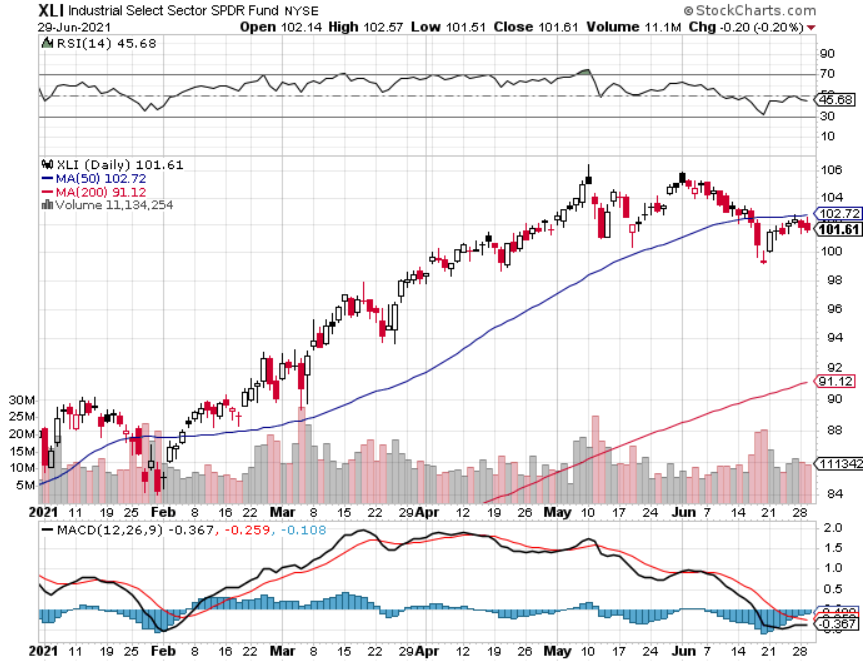 XLI Industrial Select Sector SPDR Fund NYSE
® StockCharts.com
29-Jun-2021
Open 102.14 High 102.57 Low 101.51 Close 101.61 Volume 11.1M Chg -0.20 (-0.20%)
RSI(14) 45.68
90
70
45.68
30
10
XLI (Daily) 101.61
MA(50) 102.72
MA(200) 91.12
Volume 11,134,254
106
104
102.72
101.61
100
98
96
94
92
91.12
90
88
111342
84
30M
25M
20M
15M
10M
5M
2021 11 19 25 Feb 8 16 22 Mar 8 15 22 29 Apr 12 19 26 May 10 17 24 Jun 7 14 21 28
MACD(12,26,9) -0.367, -0.259, -0.108
2.0
1.5
1.0
0.5
-0.367
2021 11 19 25 Feb 8 16 22 Mar 8 15 22 29 Apr 12 19 26 May 10 17 24 Jun 7 14 21 28